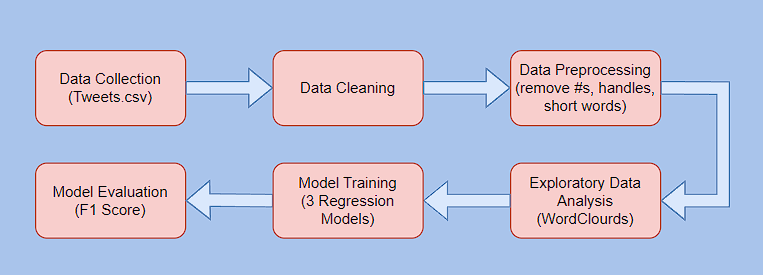 Data Collection
(Tweets.csv)
Data Cleaning
Data Preprocessing
(remove #s, handles,
short words)
Model Evaluation
(F1 Score)
Model Training
(3 Regression
Models)
Exploratory Data
Analysis
(WordClourds)